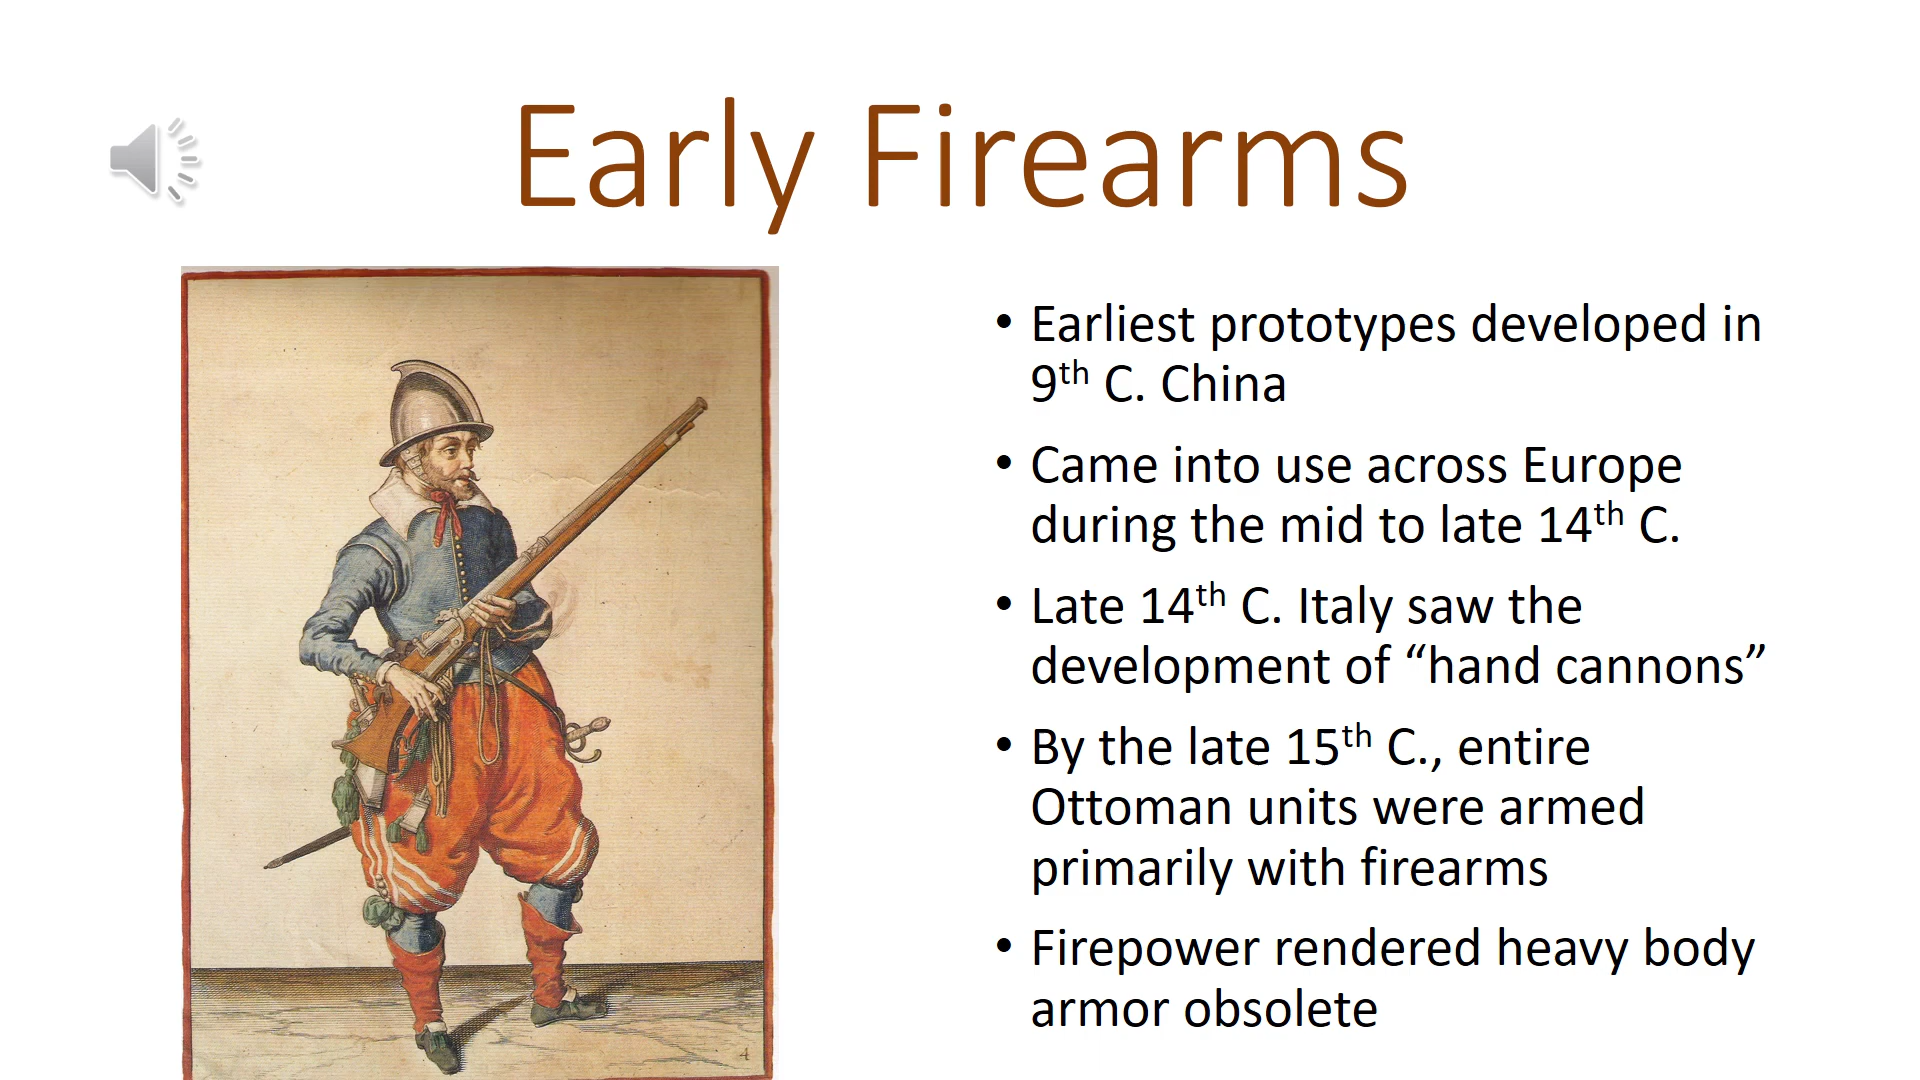 Early Firearms
• Earliest prototypes developed in
9th C. China
• Came into use across Europe
during the mid to late 14th C.
• Late 14th C. Italy saw the
development of “hand cannons”
• By the late 15th C., entire
Ottoman units were armed
primarily with firearms
• Firepower rendered heavy body
armor obsolete
4